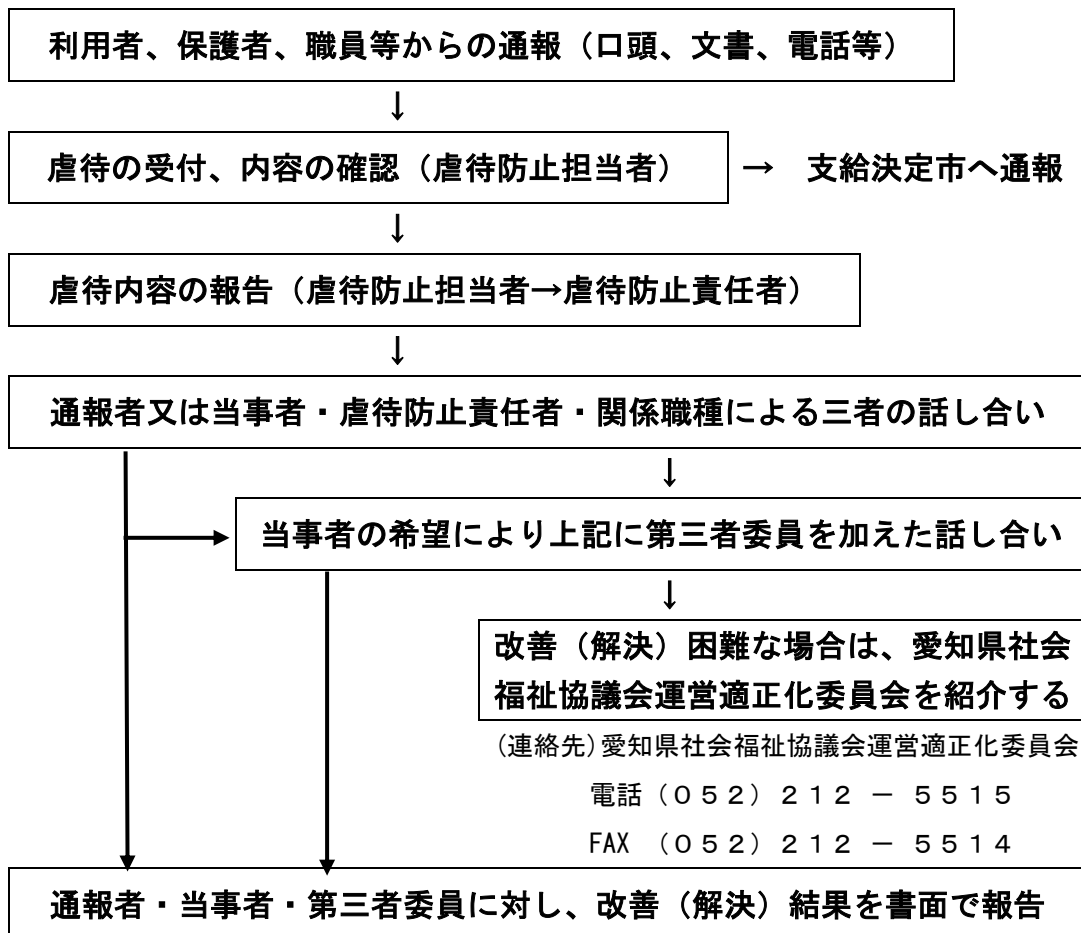 利用者、保護者、職員等からの通報（口頭、文書、電話等）
↓
虐待の受付、内容の確認（虐待防止担当者） → 支給決定市へ通報
↓
虐待内容の報告（虐待防止担当者→虐待防止責任者）
↓
通報者又は当事者・虐待防止責任者・関係職種による三者の話し合い
↓
当事者の希望により上記に第三者委員を加えた話し合い
↓
改善（解決）困難な場合は、愛知県社会
福祉協議会運営適正化委員会を紹介する
(連絡先)愛知県社会福祉協議会運営適正化委員会
電話（０５２）２１２ － ５５１５
FAX （０５２）２１２ － ５５１４
通報者・当事者・第三者委員に対し、改善（解決）結果を書面で報告